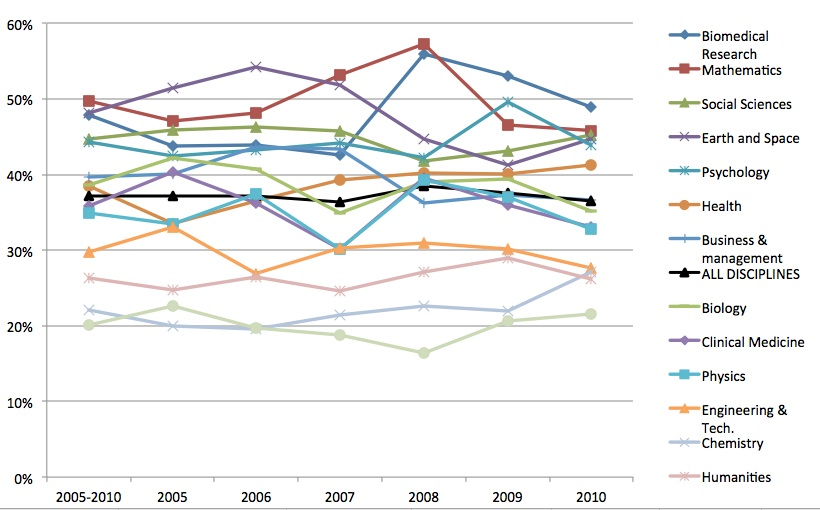 60%
50%
40%
30%
20%
10%
0%
2005-2010 2005 2006 2007 2008 2009 2010
Biomedical
Research
Mathematics
Social Sciences
Earth and Space
Psychology
Health
Business &
management
ALL DISCIPLINES
Biology
Clinical Medicine
Physics
Engineering &
Tech.
Chemistry
Humanities